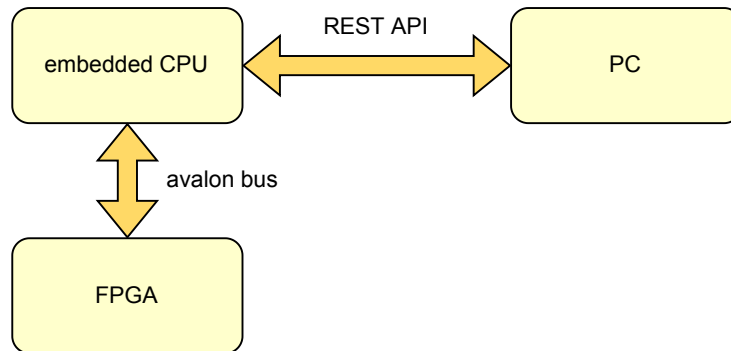 REST API
embedded CPU
PC
avalon bus
FPGA